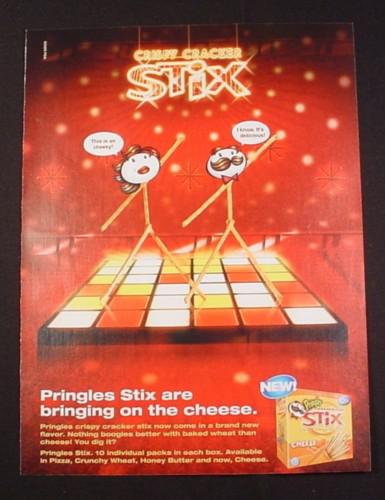 CRISPY CRACKER
STIX
This is so
cheesy!
I know. It's
delicious!
Pringles Stix are
bringing on the cheese.
Pringles crispy cracker stix now come in a brand new
flavor. Nothing boogies better with baked wheat than
cheese! You dig it?
Pringles Stix. 10 individual packs in each box. Available
in Pizza, Crunchy Wheat, Honey Butter and now, Cheese.
NEW!
Pringles
STIX
CHEESE